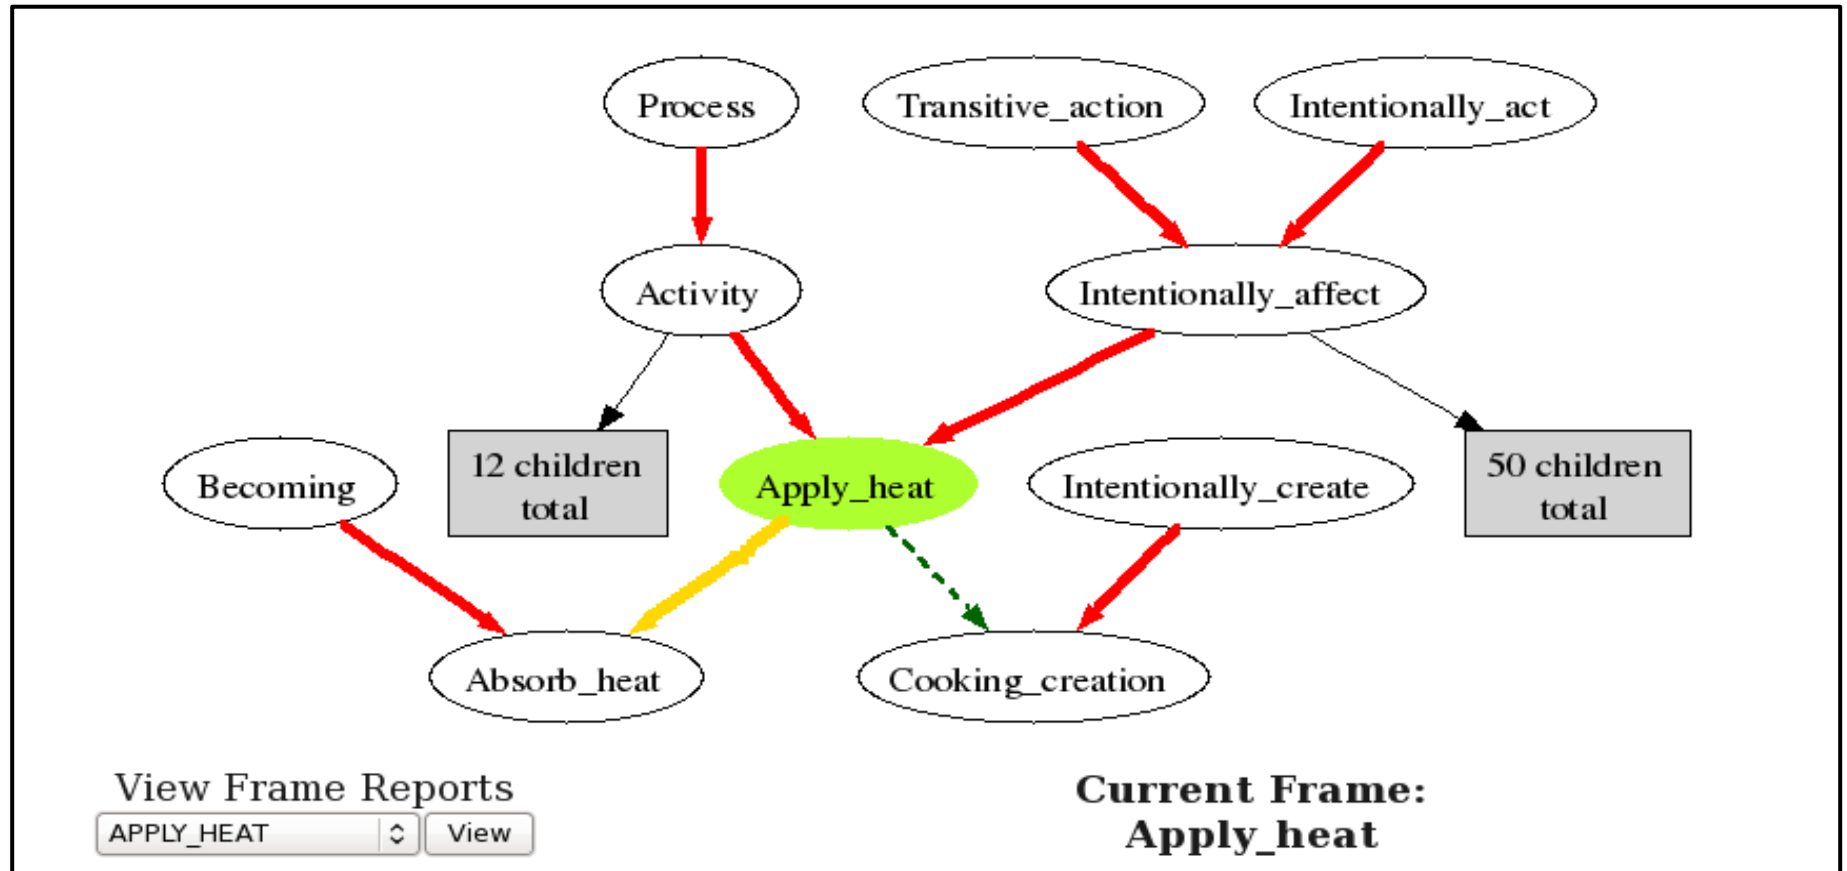 Process
Transitive_action
Intentionally_act
Activity
Intentionally_affect
Becoming
12 children
total
Apply_heat
Intentionally_create
50 children
total
Absorb_heat
Cooking_creation
View Frame Reports
APPLY_HEAT
View
Current Frame:
Apply_heat